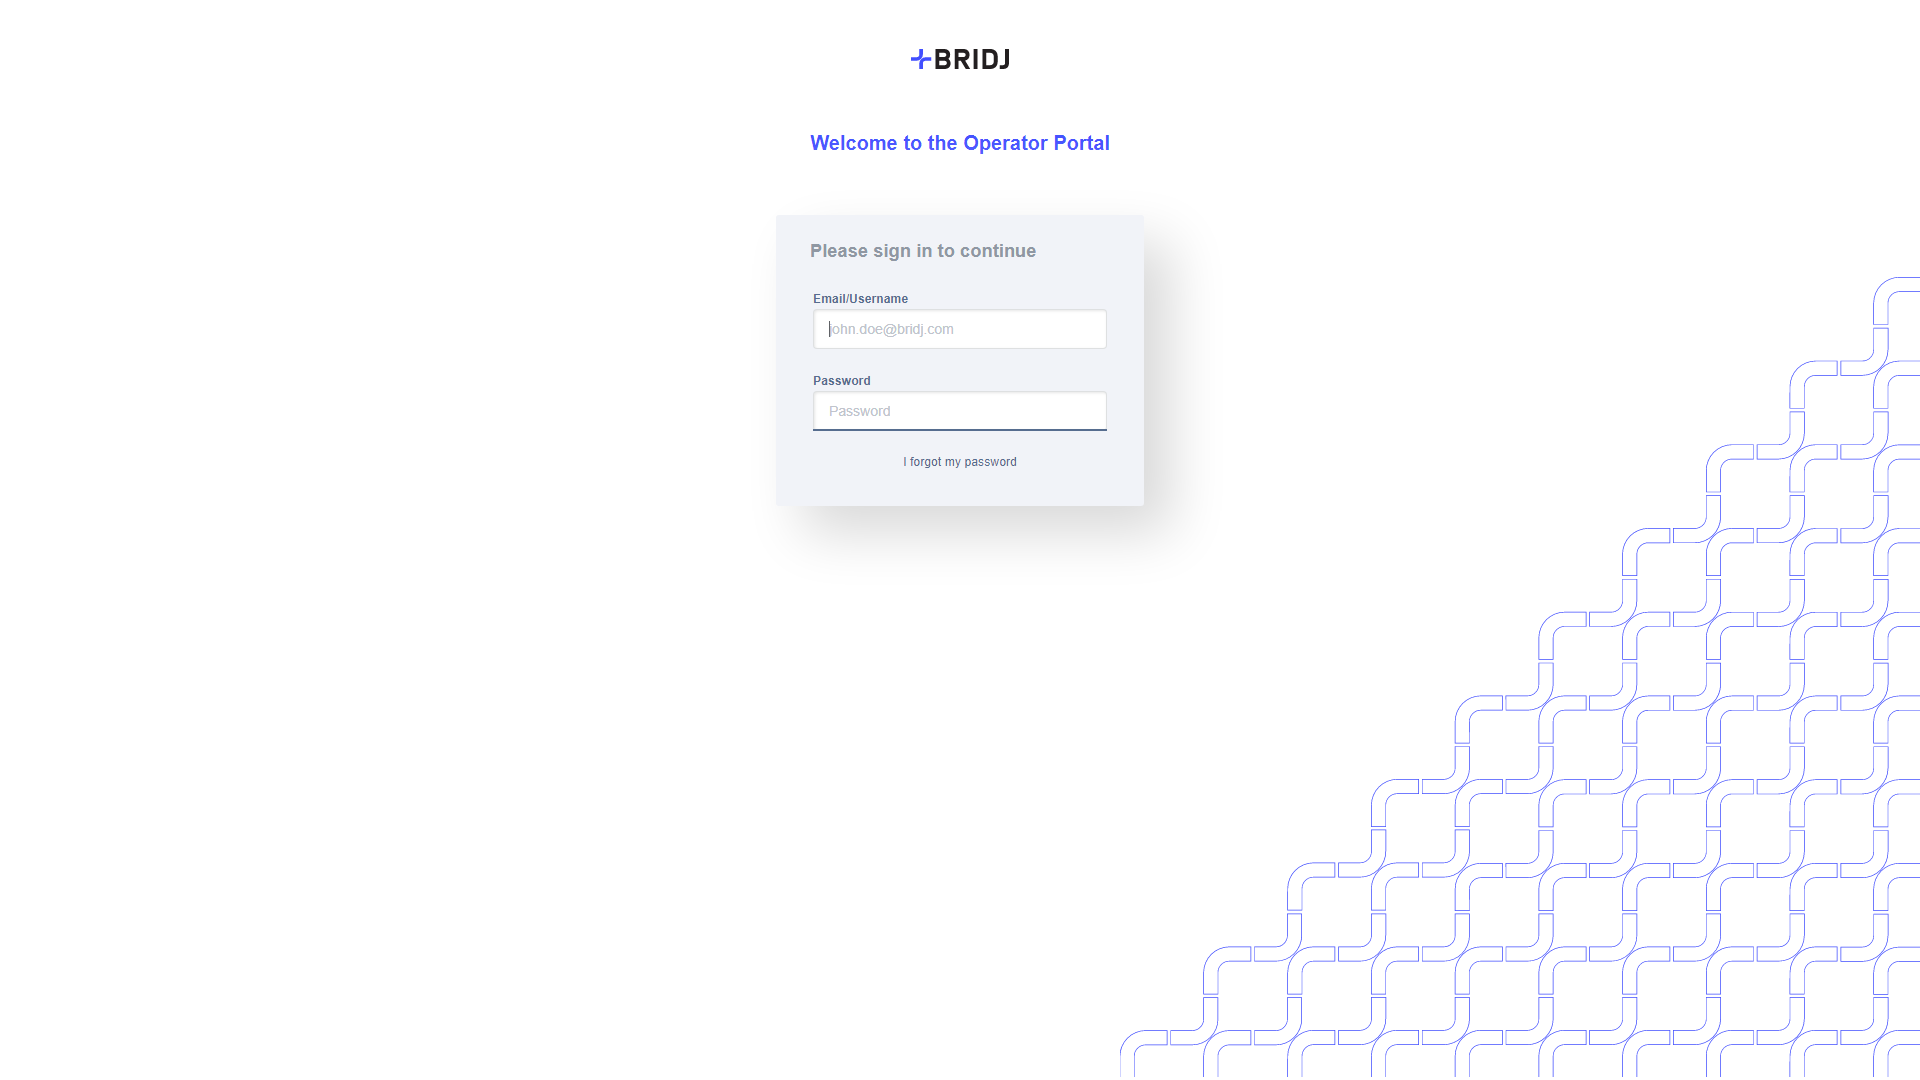 BRIDJ
Welcome to the Operator Portal
Please sign in to continue
Email/Username
john.doe@bridj.com
Password
Password
I forgot my password